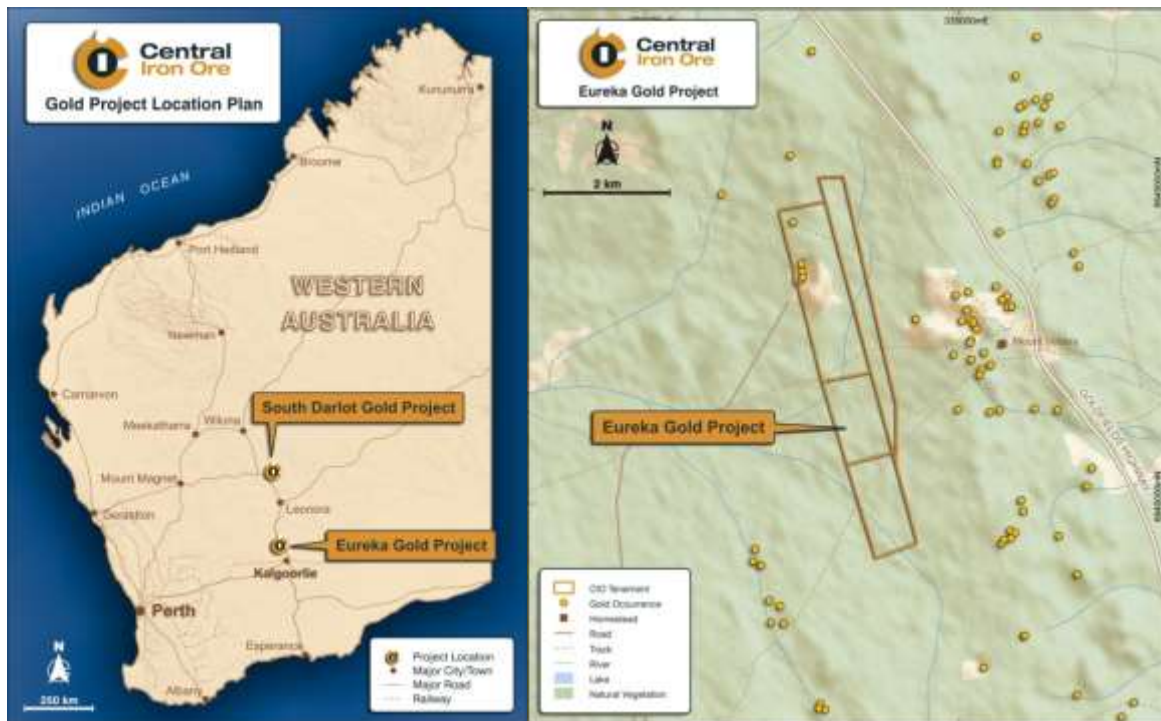 Central
Iron Ore
Gold Project Location Plan
INDIAN OCEAN
Kununurra
Broome
Port Hedland
WESTERN
AUSTRALIA
Newman
Carnarvon
South Darlot Gold Project
Wiluna
Meekatharra
Mount Magnet
Leonora
Geraldton
Eureka Gold Project
Kalgoorlie
Perth
Esperance
Albany
N
250 km
Project Location
Major City/Town
Major Road
Railway
Central
Iron Ore
Eureka Gold Project
N
2 km
Eureka Gold Project
GOLDFIELDS HIGHWAY
CIO Tenement
Gold Occurrence
Homestead
Road
Track
River
Lake
Natural Vegetation